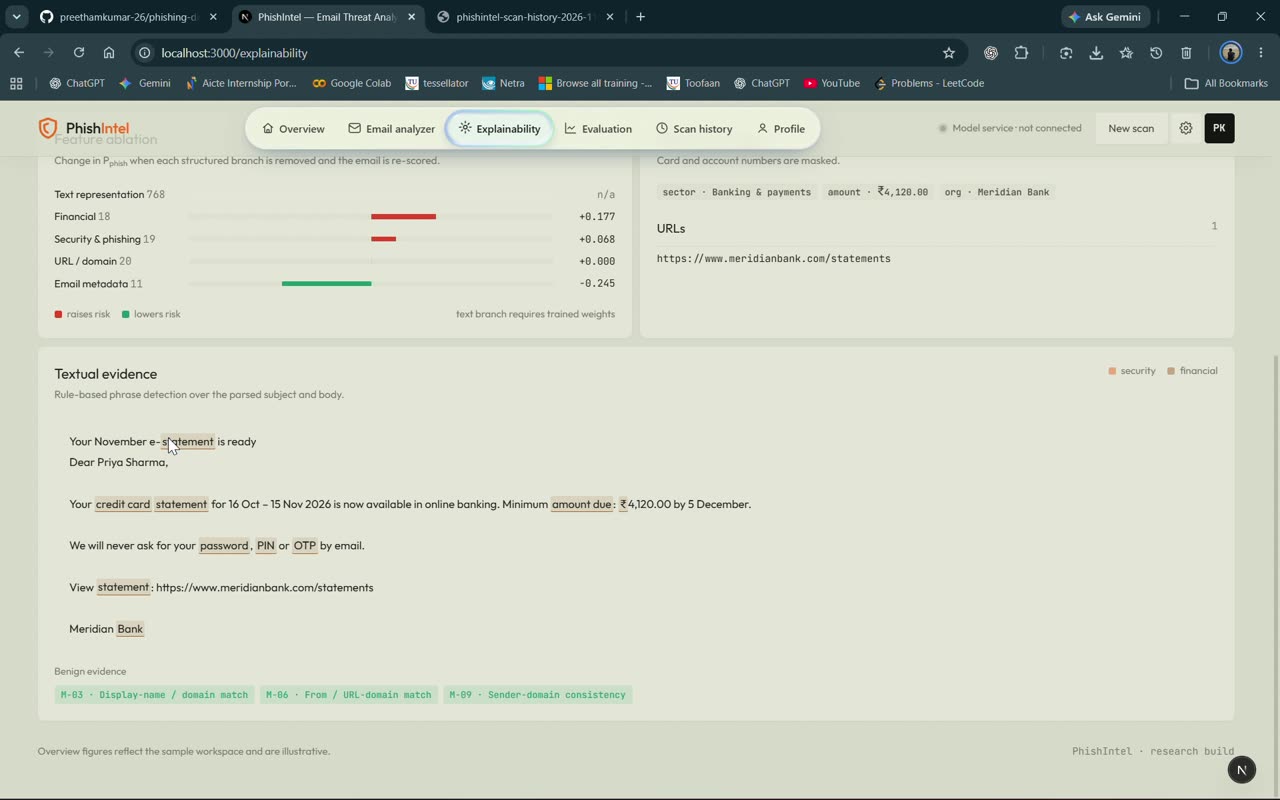 preethamkumar-26/phishing-di
PhishIntel — Email Threat Analy
phishintel-scan-history-2026-1
Ask Gemini
localhost:3000/explainability
ChatGPT
Gemini
Aicte Internship Por...
Google Colab
tessellator
Netra
Browse all training -...
Toofaan
ChatGPT
YouTube
Problems - LeetCode
All Bookmarks
PhishIntel
Overview
Email analyzer
Explainability
Evaluation
Scan history
Profile
Model service · not connected
New scan
PK
Feature ablation
Change in Pphish when each structured branch is removed and the email is re-scored.
Text representation 768 n/a
Financial 18 +0.177
Security & phishing 19 +0.068
URL / domain 20 +0.000
Email metadata 11 -0.245
raises risk lowers risk text branch requires trained weights
Card and account numbers are masked.
sector · Banking & payments amount · ₹4,120.00 org · Meridian Bank
URLs 1
https://www.meridianbank.com/statements
Textual evidence
security financial
Rule-based phrase detection over the parsed subject and body.
Your November e-statement is ready
Dear Priya Sharma,
Your credit card statement for 16 Oct – 15 Nov 2026 is now available in online banking. Minimum amount due: ₹4,120.00 by 5 December.
We will never ask for your password, PIN or OTP by email.
View statement: https://www.meridianbank.com/statements
Meridian Bank
Benign evidence
M-03 · Display-name / domain match M-06 · From / URL-domain match M-09 · Sender-domain consistency
Overview figures reflect the sample workspace and are illustrative.
PhishIntel · research build
N